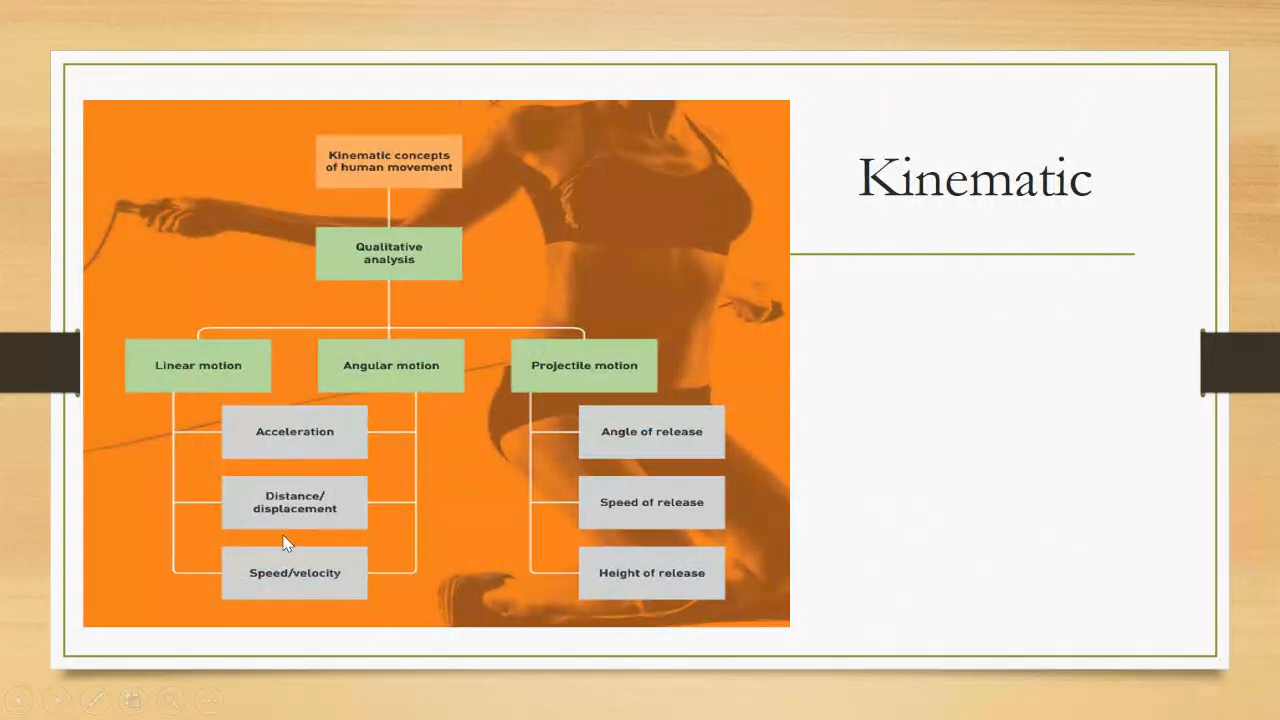 Kinematic
Kinematic concepts
of human movement
Qualitative
analysis
Linear motion
Angular motion
Projectile motion
Acceleration
Distance/
displacement
Speed/velocity
Angle of release
Speed of release
Height of release